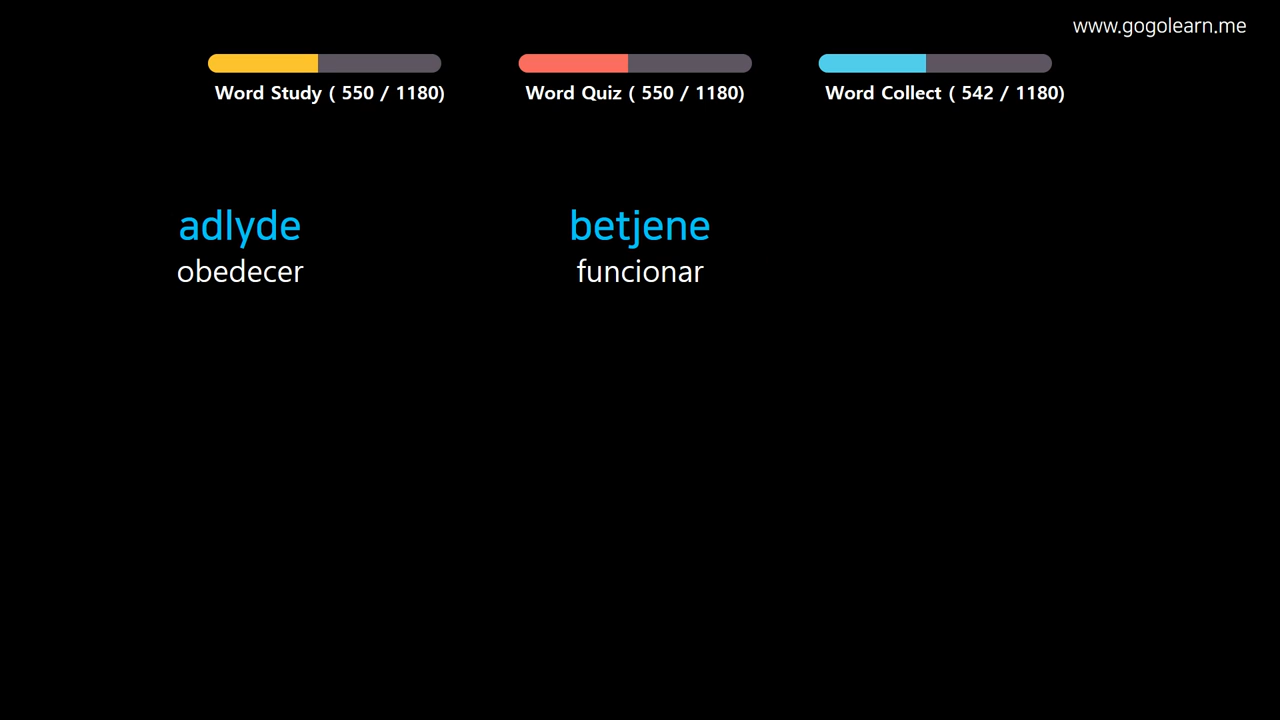 www.gogolearn.me
Word Study ( 550 / 1180)
Word Quiz ( 550 / 1180)
Word Collect ( 542 / 1180)
adlyde
obedecer
betjene
funcionar